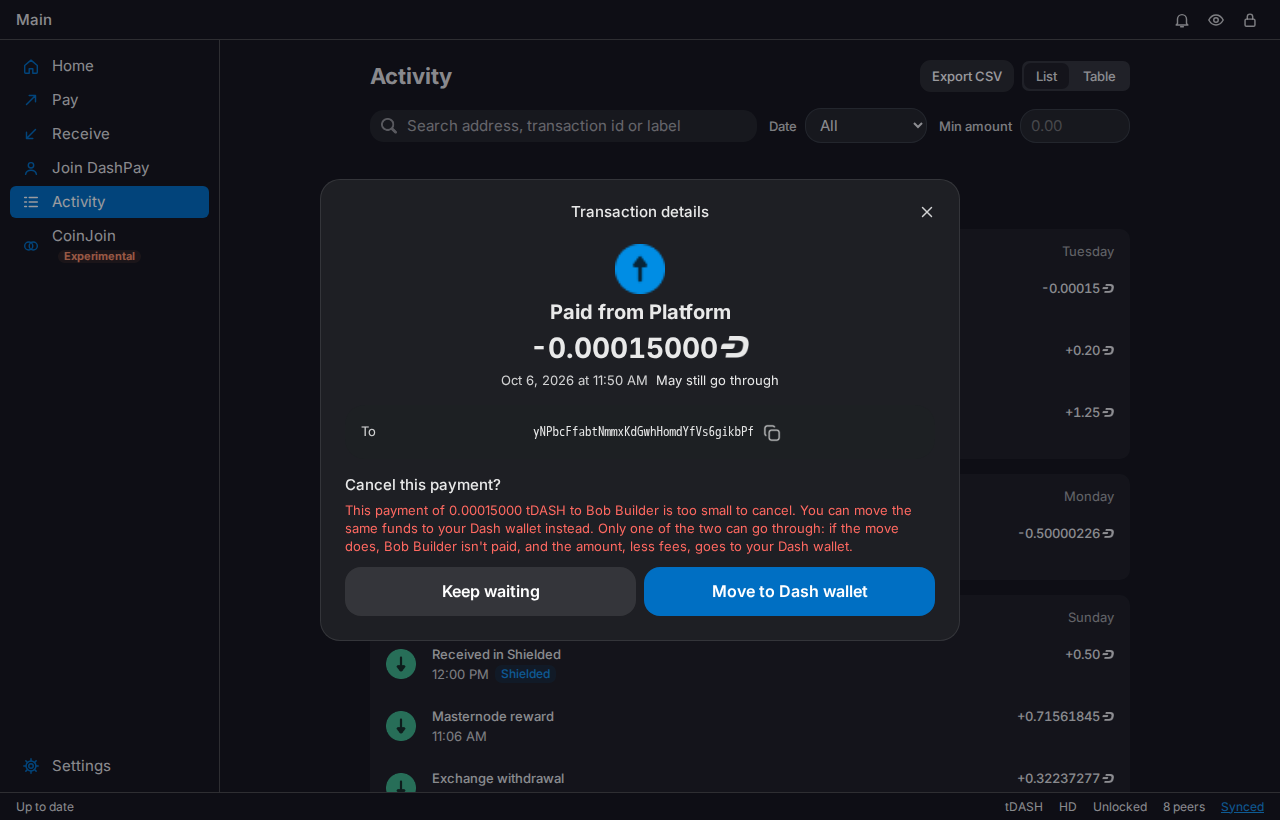 Main
Home
Pay
Receive
Join DashPay
Activity
CoinJoin
Experimental
Settings
Activity
Export CSV
List
Table
Search address, transaction id or label
Date
All
Min amount
0.00
Tuesday
-0.00015
+0.20
+1.25
Monday
-0.50000226
Sunday
Transaction details
Paid from Platform
-0.00015000
Oct 6, 2026 at 11:50 AM May still go through
To
yNPbcFfabtNmmxKdGwhHomdYfVs6gikbPf
Cancel this payment?
This payment of 0.00015000 tDASH to Bob Builder is too small to cancel. You can move the
same funds to your Dash wallet instead. Only one of the two can go through: if the move
does, Bob Builder isn't paid, and the amount, less fees, goes to your Dash wallet.
Keep waiting
Move to Dash wallet
Received in Shielded
+0.50
12:00 PM Shielded
Masternode reward
+0.71561845
11:06 AM
Exchange withdrawal
+0.32237277
Up to date
tDASH
HD
Unlocked
8 peers
Synced